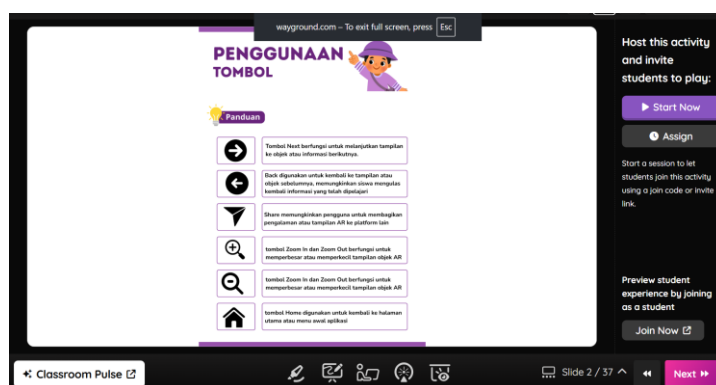 wayground.com – To exit full screen, press Esc
PENGGUNAAN
TOMBOL
Panduan
Tombol Next berfungsi untuk melanjutkan tampilan
ke objek atau informasi berikutnya.
Back digunakan untuk kembali ke tampilan atau
objek sebelumnya, memungkinkan siswa mengulas
kembali informasi yang telah dipelajari
Share memungkinkan pengguna untuk membagikan
pengalaman atau tampilan AR ke platform lain
tombol Zoom In dan Zoom Out berfungsi untuk
memperbesar atau memperkecil tampilan objek AR
tombol Zoom In dan Zoom Out berfungsi untuk
memperbesar atau memperkecil tampilan objek AR
tombol Home digunakan untuk kembali ke halaman
utama atau menu awal aplikasi
Host this activity
and invite
students to play:
Start Now
Assign
Start a session to let
students join this activity
using a join code or invite
link.
Preview student
experience by joining
as a student
Join Now
Classroom Pulse
Slide 2 / 37
Next